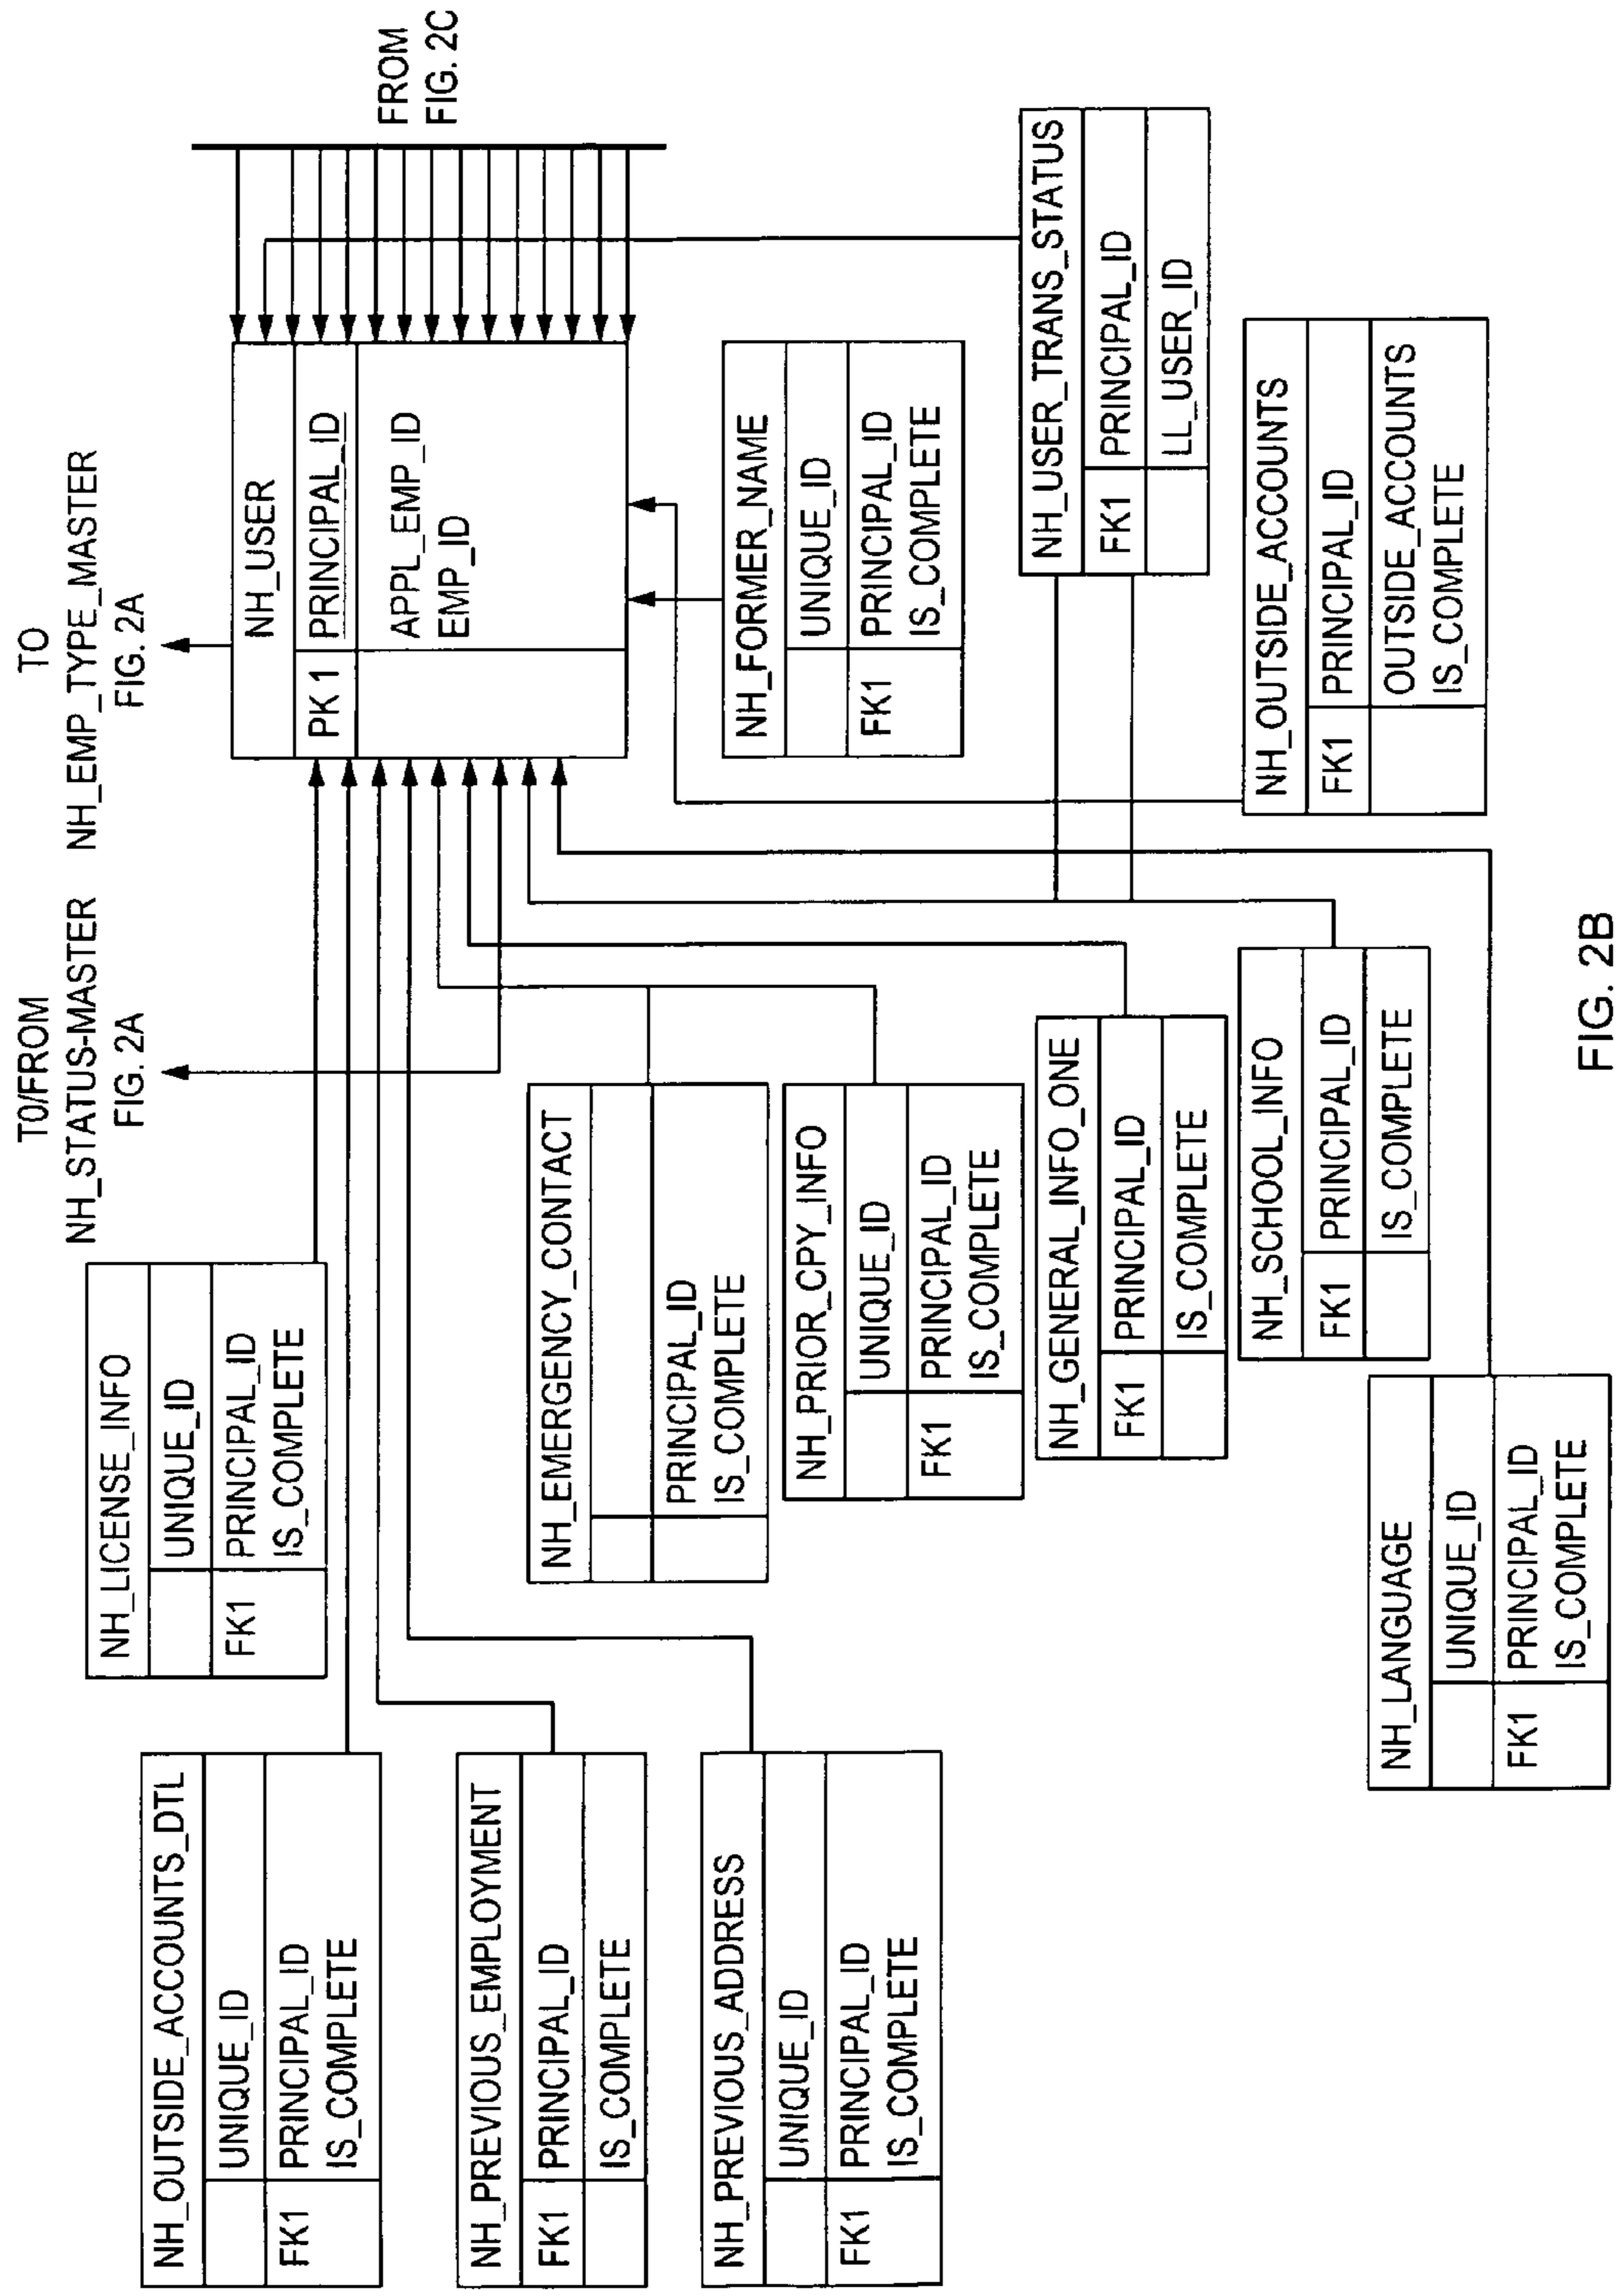 TO/FROM
NH_STATUS-MASTER
FIG. 2A
TO
NH_EMP_TYPE_MASTER
FIG. 2A
FROM
FIG. 2C
NH_OUTSIDE_ACCOUNTS_DTL
UNIQUE_ID
FK1 PRINCIPAL_ID
IS_COMPLETE
NH_PREVIOUS_EMPLOYMENT
FK1 PRINCIPAL_ID
IS_COMPLETE
NH_PREVIOUS_ADDRESS
UNIQUE_ID
FK1 PRINCIPAL_ID
IS_COMPLETE
NH_LICENSE_INFO
UNIQUE_ID
FK1 PRINCIPAL_ID
IS_COMPLETE
NH_EMERGENCY_CONTACT
PRINCIPAL_ID
IS_COMPLETE
NH_PRIOR_CPY_INFO
UNIQUE_ID
FK1 PRINCIPAL_ID
IS_COMPLETE
NH_GENERAL_INFO_ONE
FK1 PRINCIPAL_ID
IS_COMPLETE
NH_SCHOOL_INFO
FK1 PRINCIPAL_ID
IS_COMPLETE
NH_LANGUAGE
UNIQUE_ID
FK1 PRINCIPAL_ID
IS_COMPLETE
NH_USER
PK 1 PRINCIPAL_ID
APPL_EMP_ID
EMP_ID
NH_FORMER_NAME
UNIQUE_ID
FK1 PRINCIPAL_ID
IS_COMPLETE
NH_USER_TRANS_STATUS
FK1 PRINCIPAL_ID
LL_USER_ID
NH_OUTSIDE_ACCOUNTS
FK1 PRINCIPAL_ID
OUTSIDE_ACCOUNTS
IS_COMPLETE
FIG. 2B